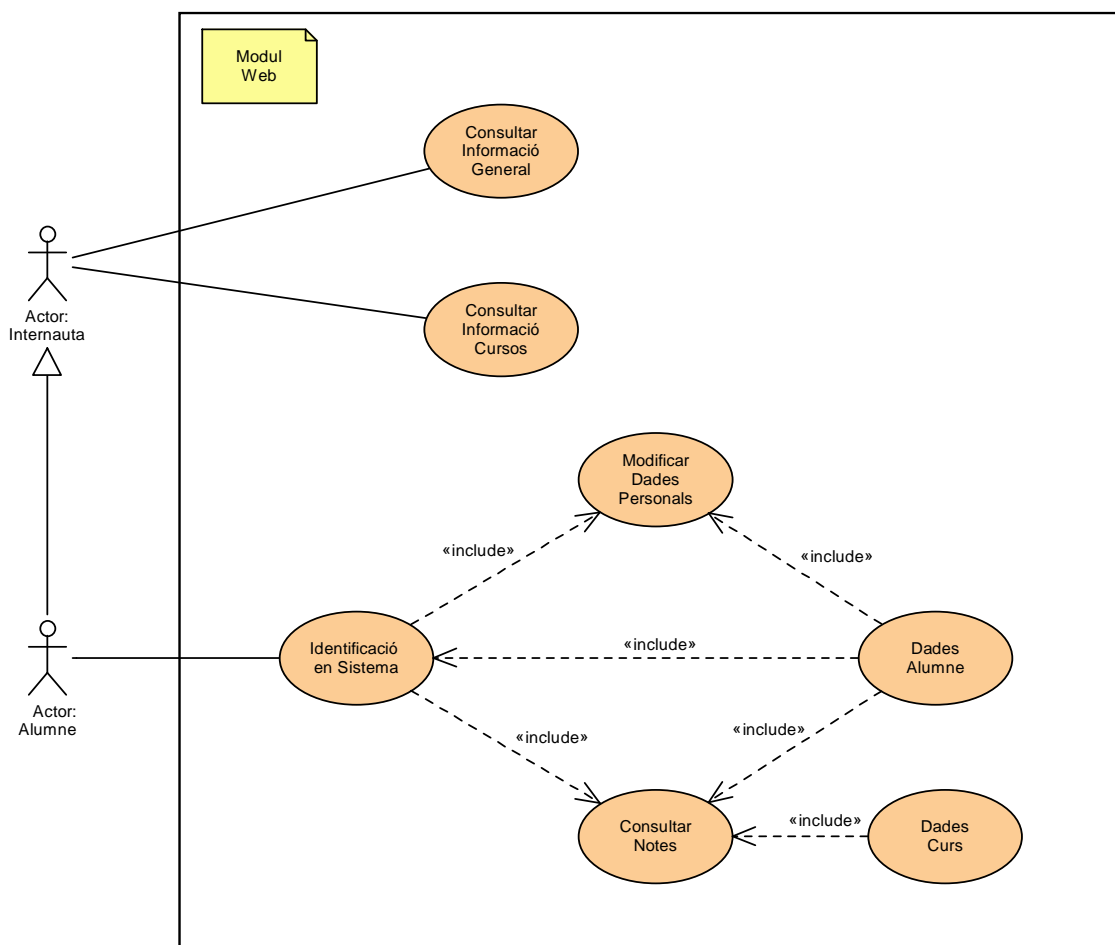 Modul
Web
Consultar
Informació
General
Actor:
Internauta
Consultar
Informació
Cursos
Modificar
Dades
Personals
«include»
«include»
Identificació
en Sistema
«include»
Dades
Alumne
Actor:
Alumne
«include»
«include»
Consultar
Notes
«include»
Dades
Curs